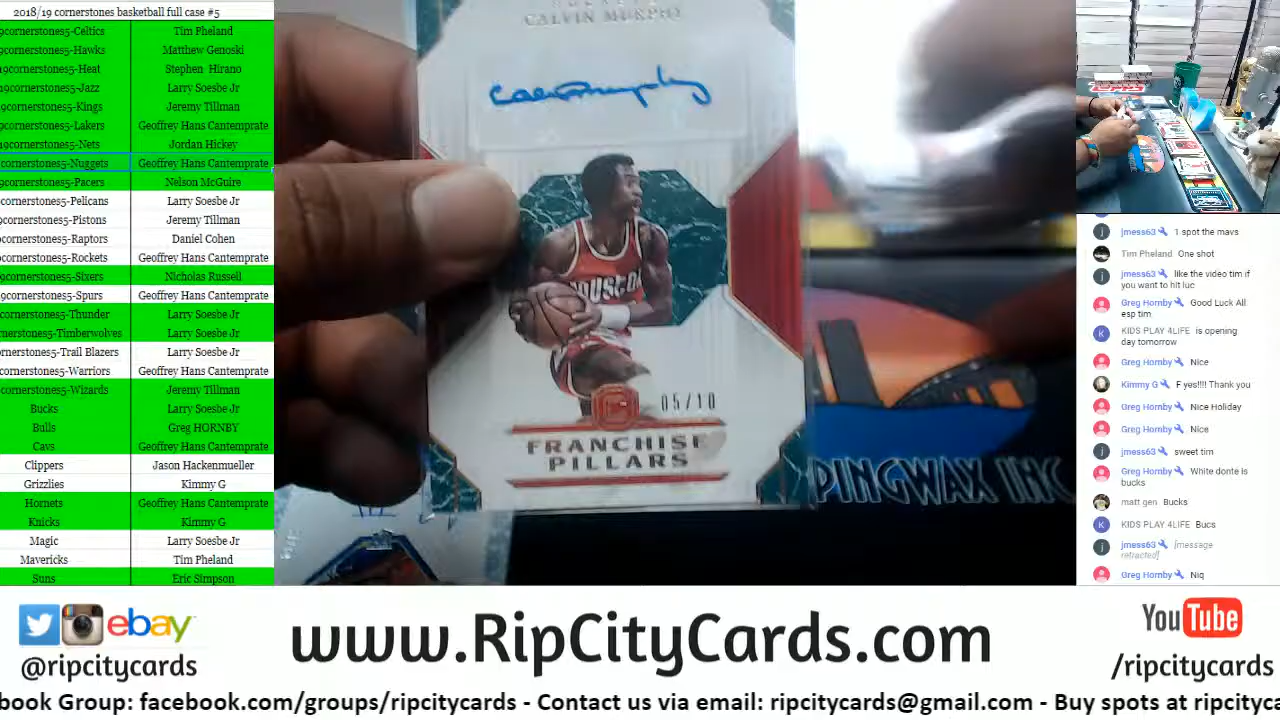 2018/19 cornerstones basketball full case #5
9cornerstones5-Celtics Tim Pheland
9cornerstones5-Hawks Matthew Genoski
19cornerstones5-Heat Stephen Hirano
19cornerstones5-Jazz Larry Soesbe Jr
9cornerstones5-Kings Jeremy Tillman
9cornerstones5-Lakers Geoffrey Hans Cantemprate
19cornerstones5-Nets Jordan Hickey
cornerstones5-Nuggets Geoffrey Hans Cantemprate
9cornerstones5-Pacers Nelson McGuire
cornerstones5-Pelicans Larry Soesbe Jr
9cornerstones5-Pistons Jeremy Tillman
cornerstones5-Raptors Daniel Cohen
cornerstones5-Rockets Geoffrey Hans Cantemprate
9cornerstones5-Sixers Nicholas Russell
9cornerstones5-Spurs Geoffrey Hans Cantemprate
cornerstones5-Thunder Larry Soesbe Jr
rnerstones5-Timberwolves Larry Soesbe Jr
ornerstones5-Trail Blazers Larry Soesbe Jr
cornerstones5-Warriors Geoffrey Hans Cantemprate
cornerstones5-Wizards Jeremy Tillman
Bucks Larry Soesbe Jr
Bulls Greg HORNBY
Cavs Geoffrey Hans Cantemprate
Clippers Jason Hackenmueller
Grizzlies Kimmy G
Hornets Geoffrey Hans Cantemprate
Knicks Kimmy G
Magic Larry Soesbe Jr
Mavericks Tim Pheland
Suns Eric Simpson
CALVIN MURPHY
HOUSTON
05/10
FRANCHISE
PILLARS
PINGWAX INC
j jmess63 1 spot the mavs
Tim Pheland One shot
j jmess63 like the video tim if
you want to hit luc
Greg Hornby Good Luck All
esp tim
K KIDS PLAY 4LIFE is opening
day tomorrow
Greg Hornby Nice
Kimmy G F yes!!!! Thank you
Greg Hornby Nice Holiday
Greg Hornby Nice
j jmess63 sweet tim
Greg Hornby White donte is
bucks
matt gen Bucks
K KIDS PLAY 4LIFE Bucs
j jmess63 [message
retracted]
Greg Hornby Niq
ebay
@ripcitycards
www.RipCityCards.com
YouTube
/ripcitycards
book Group: facebook.com/groups/ripcitycards - Contact us via email: ripcitycards@gmail.com - Buy spots at ripcityca